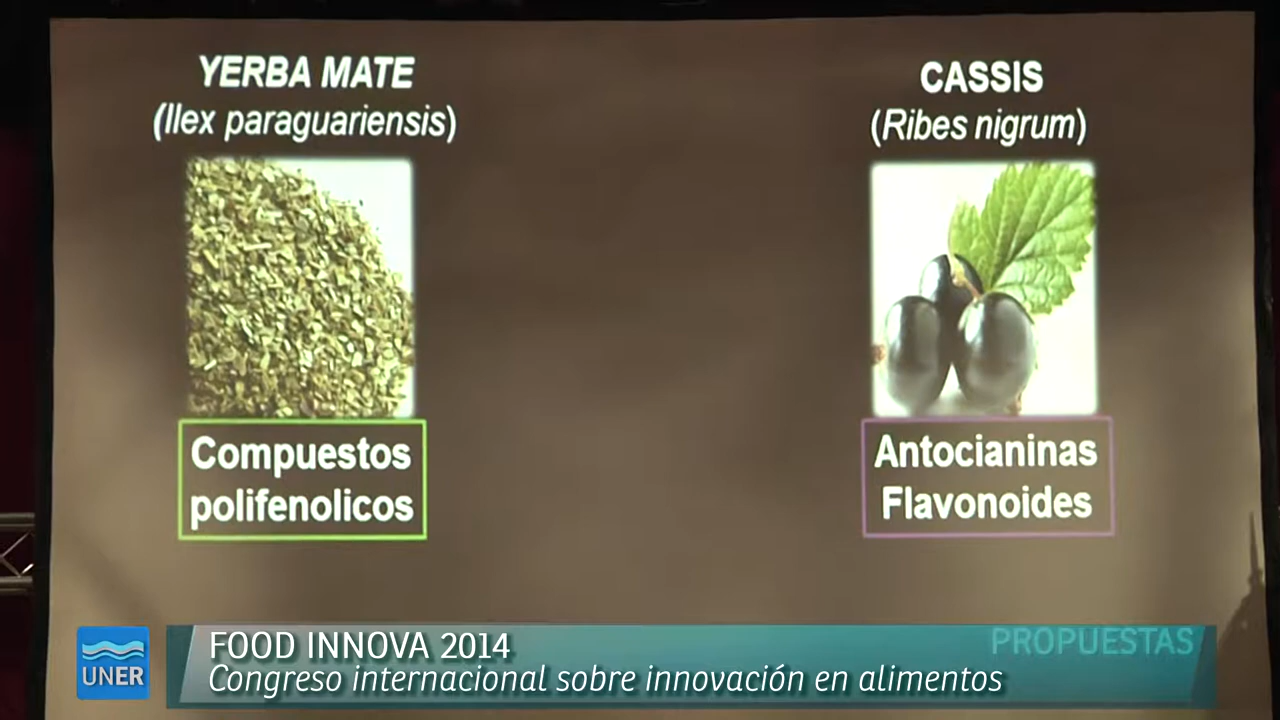 YERBA MATE
(Ilex paraguariensis)
Compuestos
polifenolicos
CASSIS
(Ribes nigrum)
Antocianinas
Flavonoides
UNER
FOOD INNOVA 2014
Congreso internacional sobre innovación en alimentos
PROPUESTAS